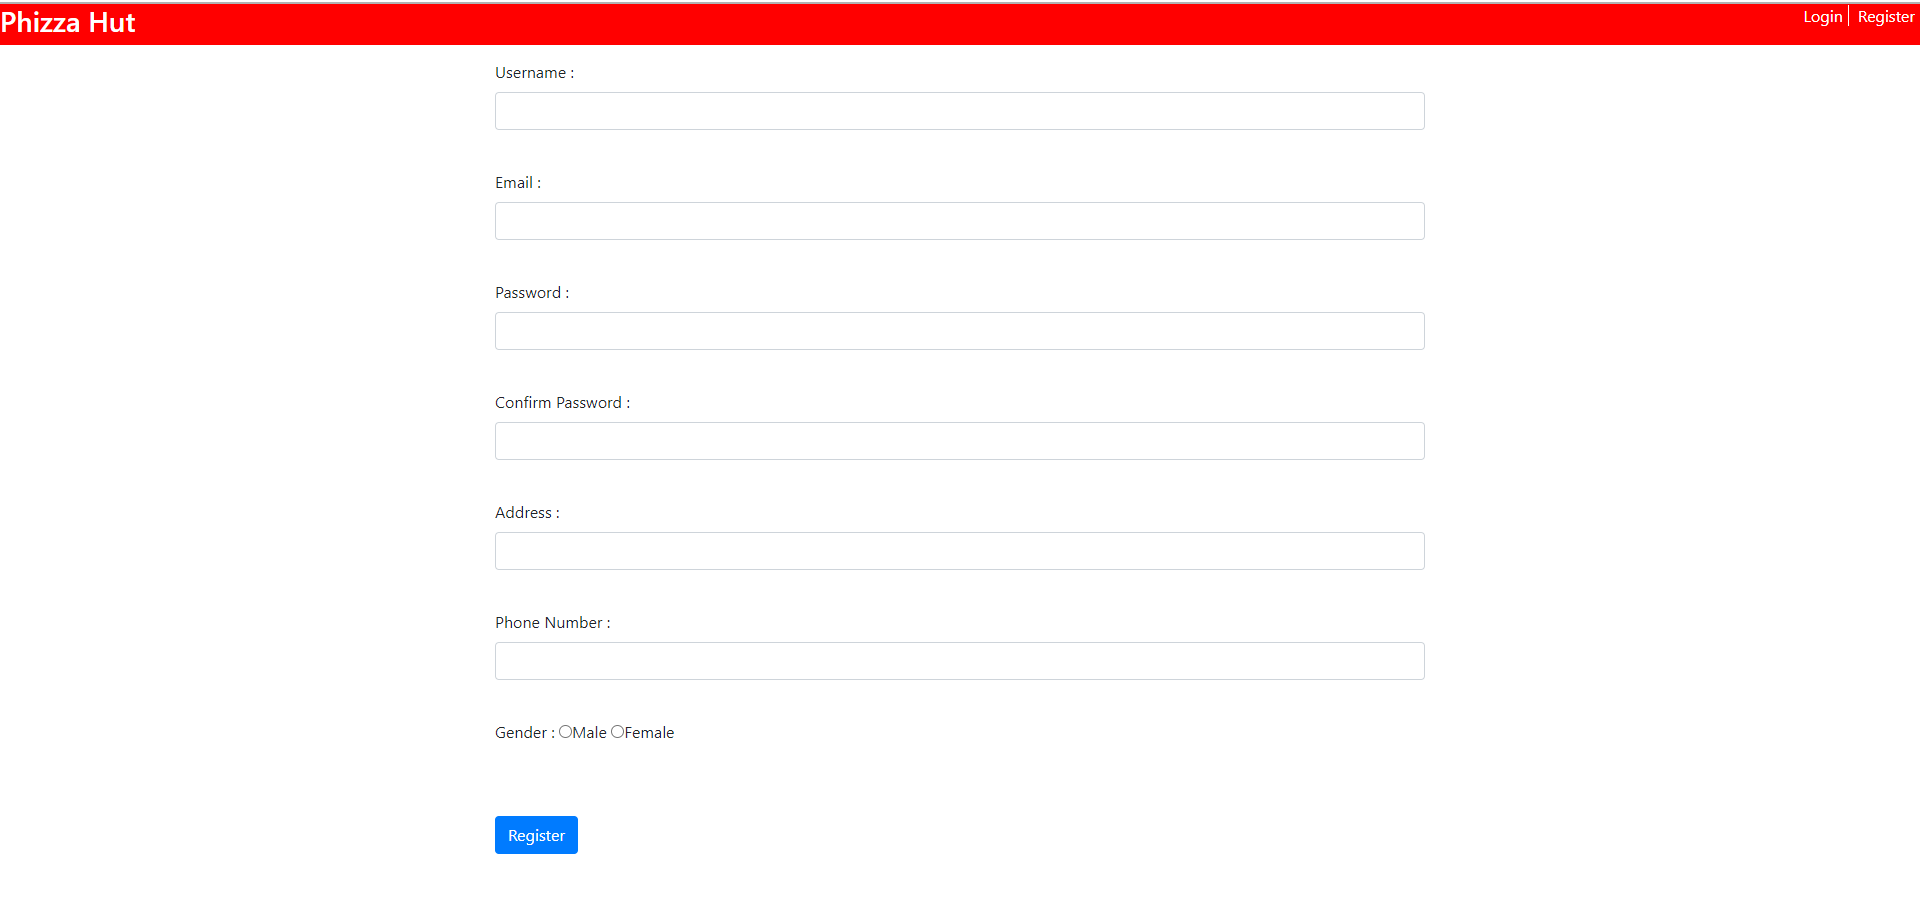 Phizza Hut
Login Register
Username :
Email :
Password :
Confirm Password :
Address :
Phone Number :
Gender : Male Female
Register